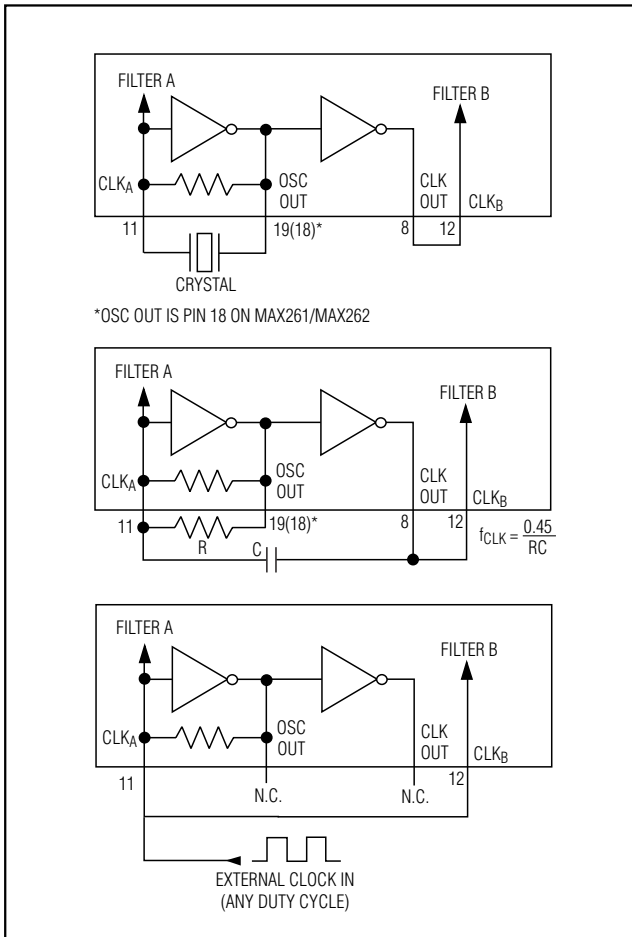 FILTER A
FILTER B
CLKA
OSC
OUT
CLK
OUT
CLKB
11
19(18)*
8
12
CRYSTAL
*OSC OUT IS PIN 18 ON MAX261/MAX262
FILTER A
FILTER B
CLKA
OSC
OUT
CLK
OUT
CLKB
11
19(18)*
8
12
R
C
fCLK = 0.45
RC
FILTER A
FILTER B
CLKA
OSC
OUT
CLK
OUT
CLKB
11
N.C.
N.C.
12
EXTERNAL CLOCK IN
(ANY DUTY CYCLE)